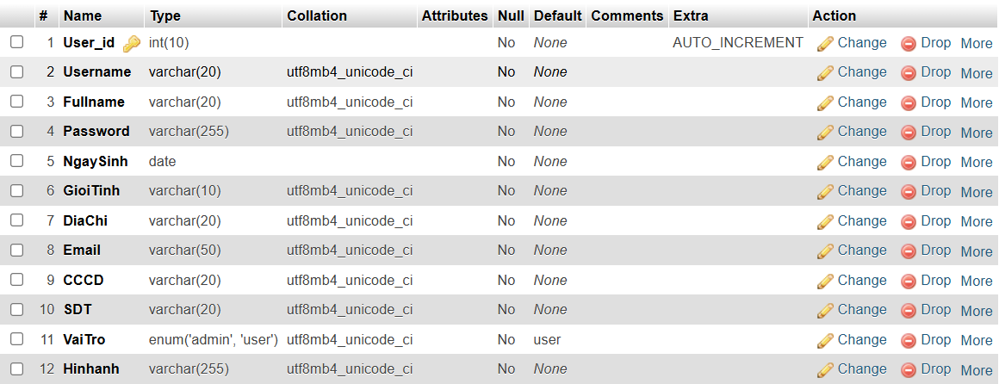 # Name Type Collation Attributes Null Default Comments Extra Action
1 User_id int(10) No None AUTO_INCREMENT Change Drop More
2 Username varchar(20) utf8mb4_unicode_ci No None Change Drop More
3 Fullname varchar(20) utf8mb4_unicode_ci No None Change Drop More
4 Password varchar(255) utf8mb4_unicode_ci No None Change Drop More
5 NgaySinh date No None Change Drop More
6 GioiTinh varchar(10) utf8mb4_unicode_ci No None Change Drop More
7 DiaChi varchar(20) utf8mb4_unicode_ci No None Change Drop More
8 Email varchar(50) utf8mb4_unicode_ci No None Change Drop More
9 CCCD varchar(20) utf8mb4_unicode_ci No None Change Drop More
10 SDT varchar(20) utf8mb4_unicode_ci No None Change Drop More
11 VaiTro enum('admin', 'user') utf8mb4_unicode_ci No user Change Drop More
12 Hinhanh varchar(255) utf8mb4_unicode_ci No None Change Drop More